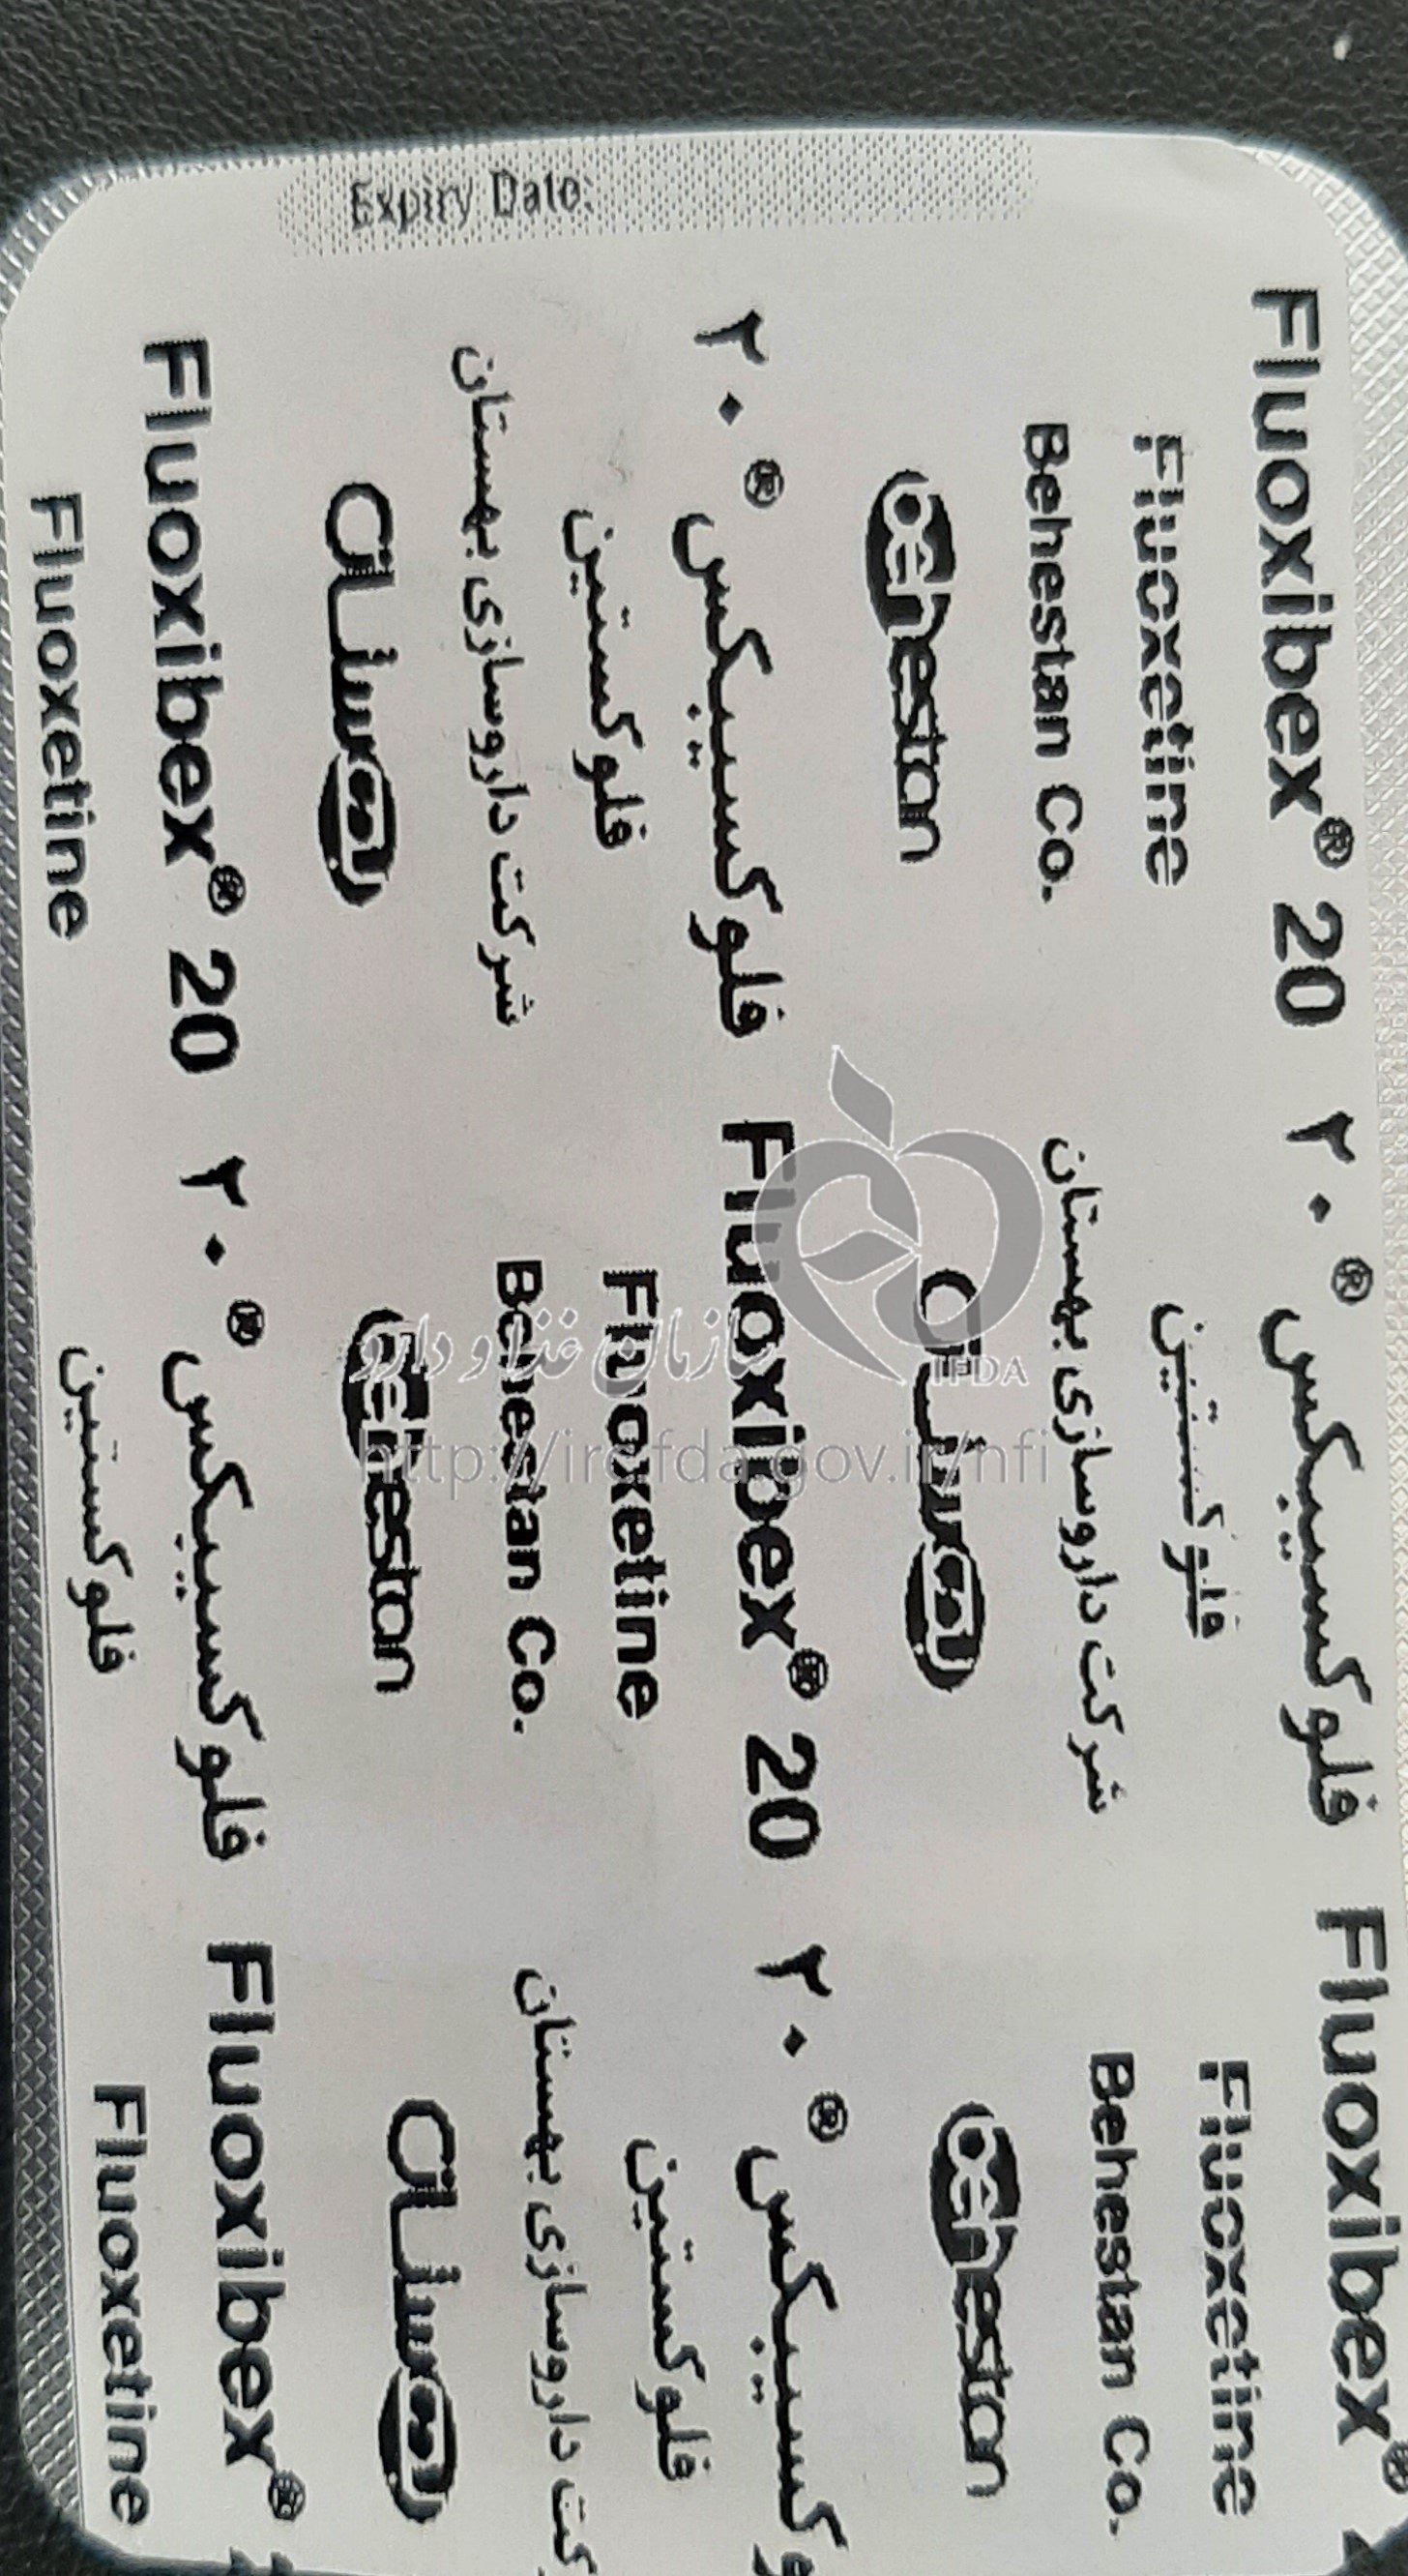 Expiry Date:
Fluoxibex® 20
Fluoxetine
Behestan Co.
behestan
۲۰ ®فلوکسیبکس
فلوکستین
شرکت داروسازی بهستان
بهستان
Fluoxibex® 20
Fluoxetine
۲۰ ®فلوکسیبکس
فلوکستین
شرکت داروسازی بهستان
بهستان
Fluoxibex® 20
Fluoxetine
Behestan Co.
behestan
۲۰ ®فلوکسیبکس
فلوکستین
Fluoxibex®
Fluoxetine
Behestan Co.
behestan
۲۰ ®
فلوکستین
داروسازی بهستان
بهستان
Fluoxibex®
Fluoxetine
IFDA
سازمان غذا و دارو
http://irc.fda.gov.ir/nfi